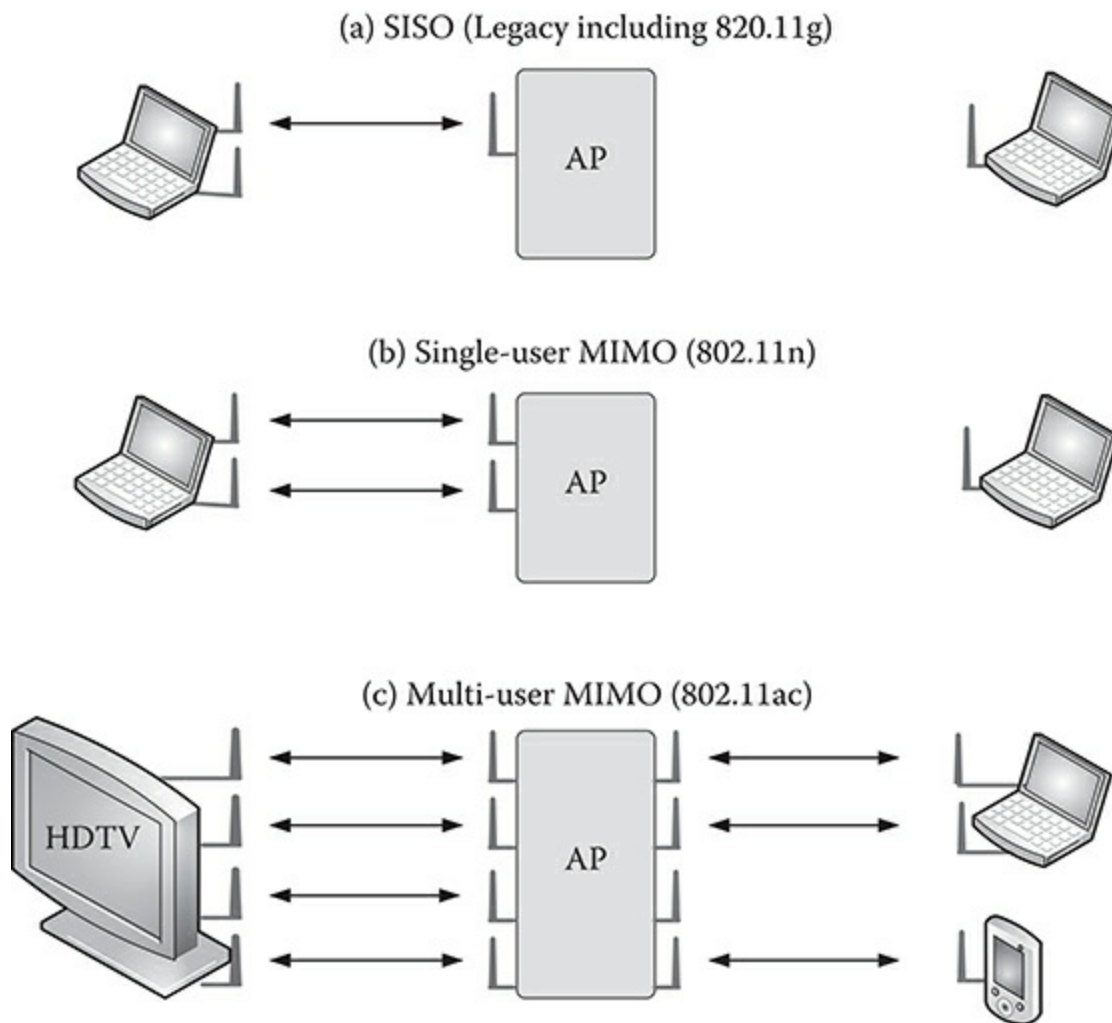 (a) SISO (Legacy including 820.11g)
AP
(b) Single-user MIMO (802.11n)
AP
(c) Multi-user MIMO (802.11ac)
HDTV
AP